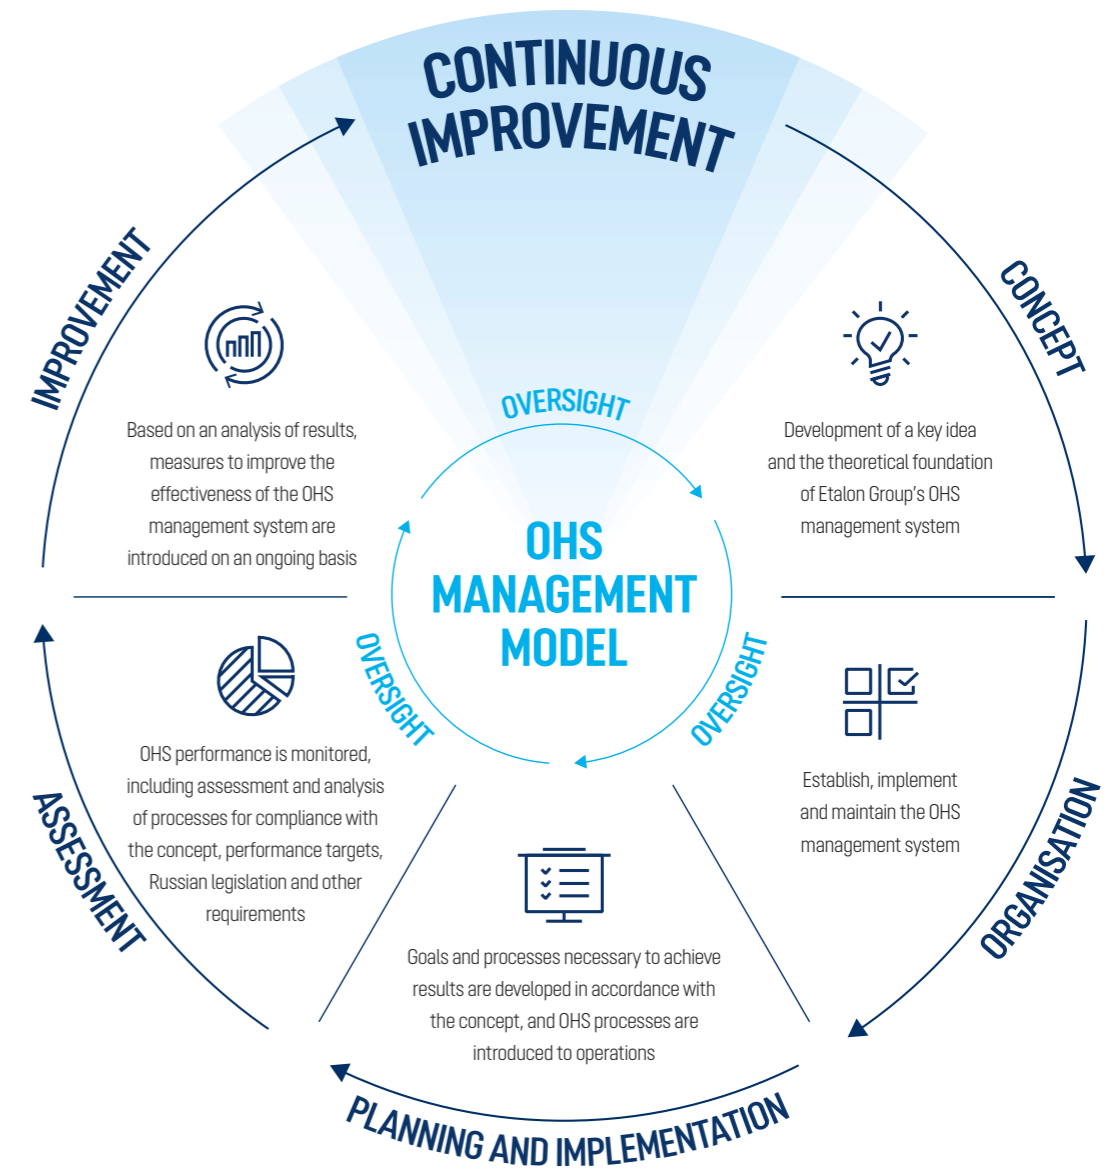 CONTINUOUS
IMPROVEMENT
CONCEPT
Development of a key idea
and the theoretical foundation
of Etalon Group's OHS
management system
ORGANISATION
Establish, implement
and maintain the OHS
management system
PLANNING AND IMPLEMENTATION
Goals and processes necessary to achieve
results are developed in accordance with
the concept, and OHS processes are
introduced to operations
ASSESSMENT
OHS performance is monitored,
including assessment and analysis
of processes for compliance with
the concept, performance targets,
Russian legislation and other
requirements
IMPROVEMENT
Based on an analysis of results,
measures to improve the
effectiveness of the OHS
management system are
introduced on an ongoing basis
OVERSIGHT
OVERSIGHT
OVERSIGHT
OHS
MANAGEMENT
MODEL